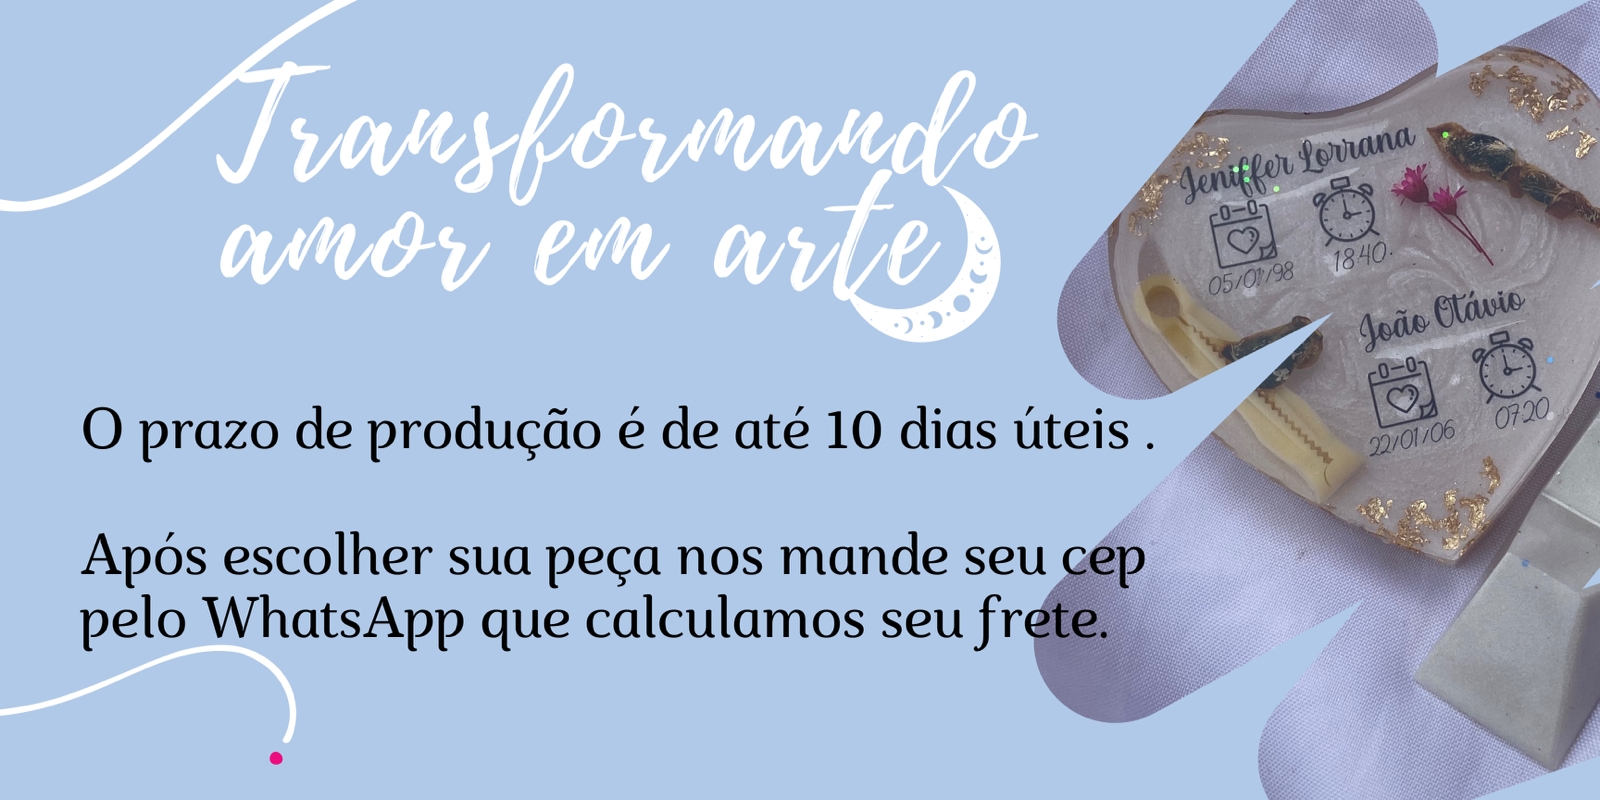 Transformando
amor em arte
O prazo de produção é de até 10 dias úteis .
Após escolher sua peça nos mande seu cep
pelo WhatsApp que calculamos seu frete.
Jeniffer Lorrana
05/01/98
18:40.
João Otávio
22/01/06
07:20